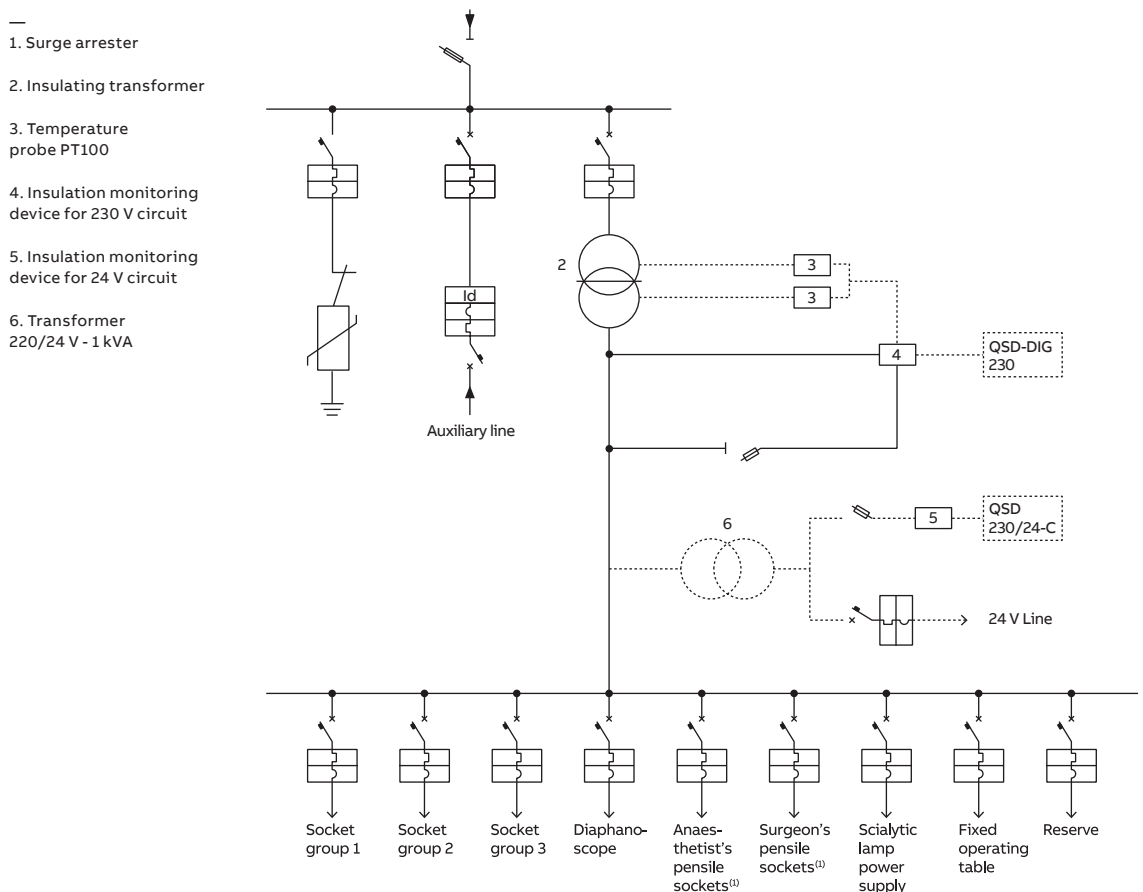 —
1. Surge arrester
2. Insulating transformer
3. Temperature
probe PT100
4. Insulation monitoring
device for 230 V circuit
5. Insulation monitoring
device for 24 V circuit
6. Transformer
220/24 V - 1 kVA
2
3
3
Id
4
QSD-DIG
230
Auxiliary line
6
5
QSD
230/24-C
24 V Line
Socket
group 1
Socket
group 2
Socket
group 3
Diaphano-
scope
Anaes-
thetist's
pensile
sockets(1)
Surgeon's
pensile
sockets(1)
Scialytic
lamp
power
supply
Fixed
operating
table
Reserve